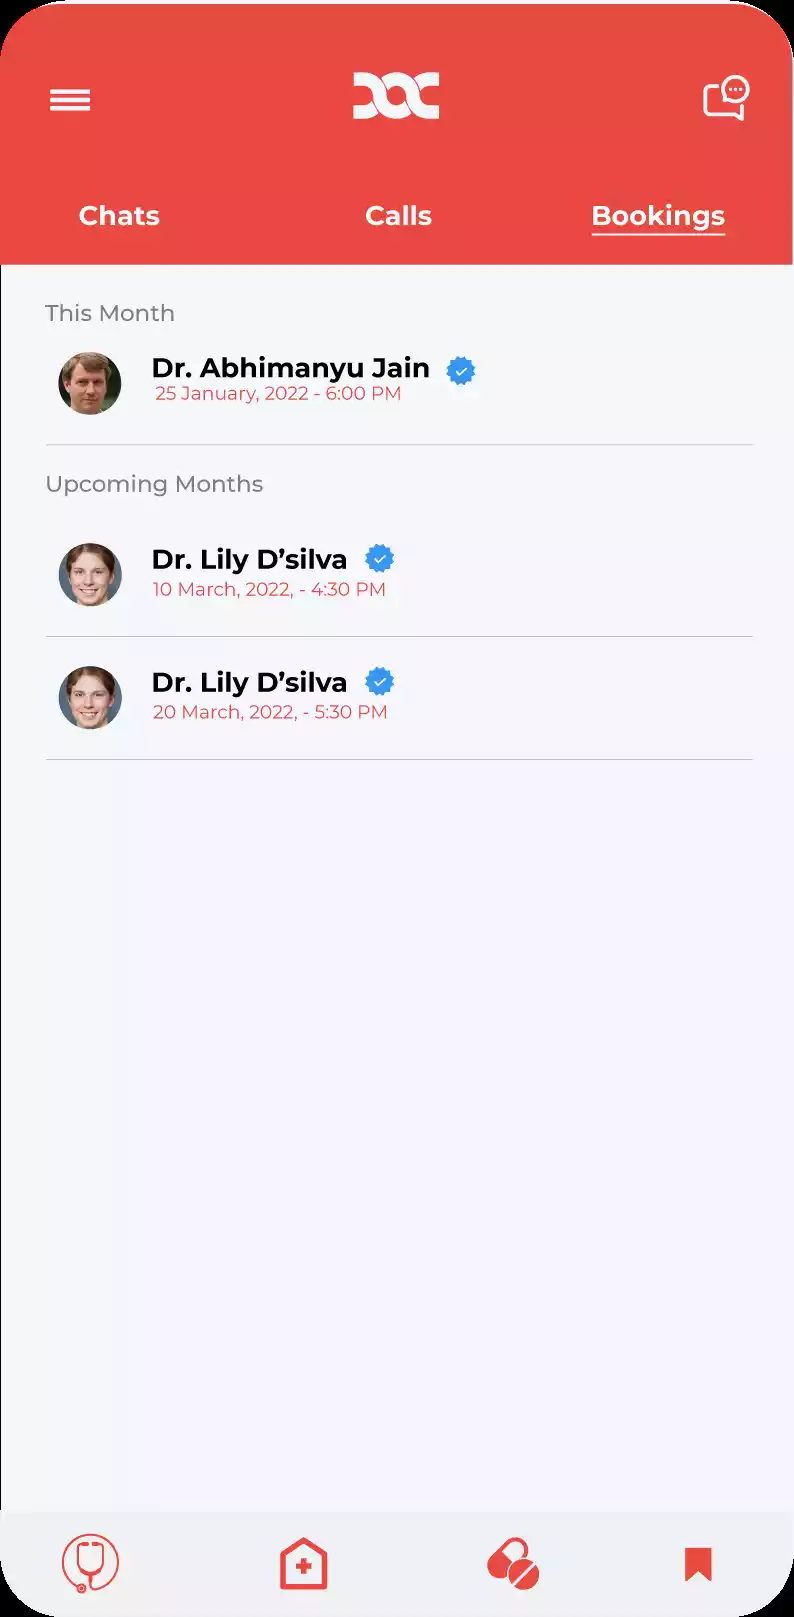 DOC
Chats Calls Bookings
This Month
Dr. Abhimanyu Jain
25 January, 2022 - 6:00 PM
Upcoming Months
Dr. Lily D’silva
10 March, 2022, - 4:30 PM
Dr. Lily D’silva
20 March, 2022, - 5:30 PM